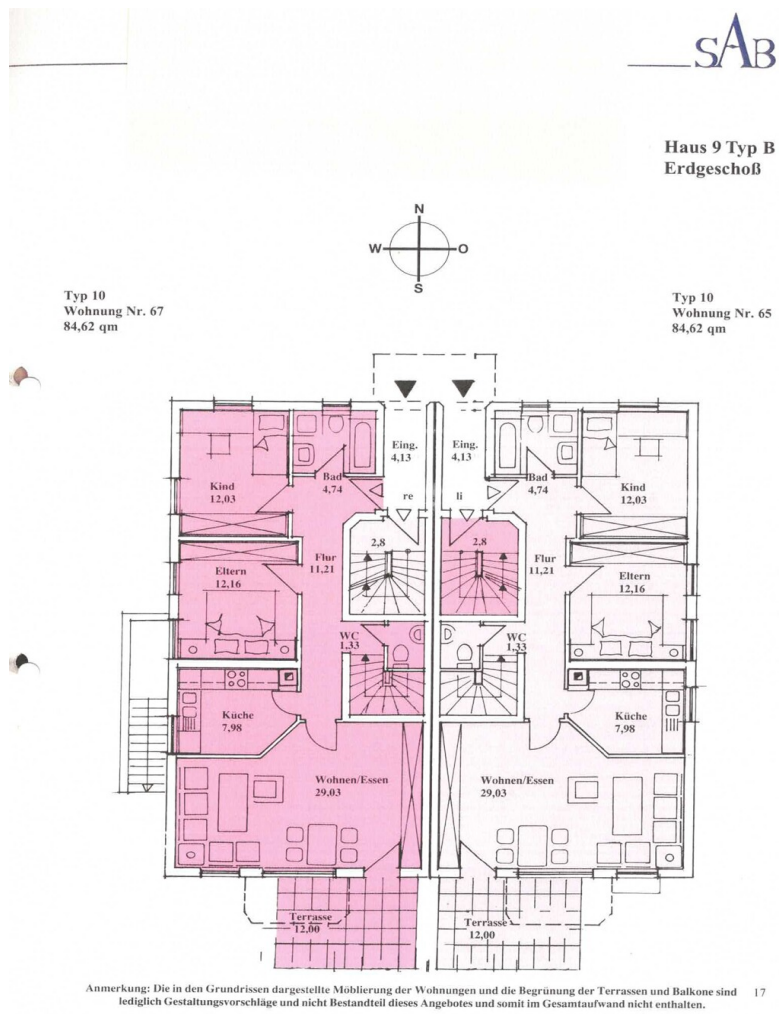 SAB
Haus 9 Typ B
Erdgeschoß
N
W
O
S
Typ 10
Wohnung Nr. 67
84,62 qm
Typ 10
Wohnung Nr. 65
84,62 qm
Eing.
4,13
Eing.
4,13
Bad
4,74
Bad
4,74
Kind
12,03
Kind
12,03
re
li
2,8
2,8
Flur
11,21
Flur
11,21
Eltern
12,16
Eltern
12,16
WC
1,33
WC
1,33
Küche
7,98
Küche
7,98
Wohnen/Essen
29,03
Wohnen/Essen
29,03
Terrasse
12,00
Terrasse
12,00
Anmerkung: Die in den Grundrissen dargestellte Möblierung der Wohnungen und die Begrünung der Terrassen und Balkone sind
lediglich Gestaltungsvorschläge und nicht Bestandteil dieses Angebotes und somit im Gesamtaufwand nicht enthalten.
17